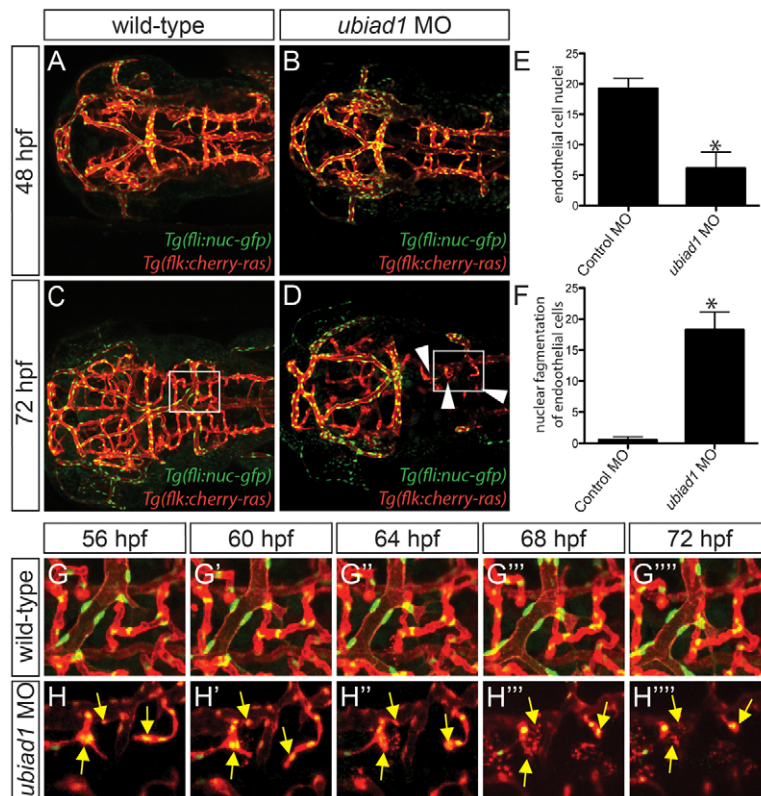 wild-type
ubiad1 MO
48 hpf
A
Tg(fli:nuc-gfp)
Tg(flk:cherry-ras)
B
Tg(fli:nuc-gfp)
Tg(flk:cherry-ras)
E
endothelial cell nuclei
25
20
15
10
5
0
*
Control MO
ubiad1 MO
72 hpf
C
Tg(fli:nuc-gfp)
Tg(flk:cherry-ras)
D
Tg(fli:nuc-gfp)
Tg(flk:cherry-ras)
F
nuclear fragmentation
of endoothelial cells
25
20
15
10
5
0
*
Control MO
ubiad1 MO
56 hpf
60 hpf
64 hpf
68 hpf
72 hpf
wild-type
G
G'
G''
G'''
G''''
ubiad1 MO
H
H'
H''
H'''
H''''